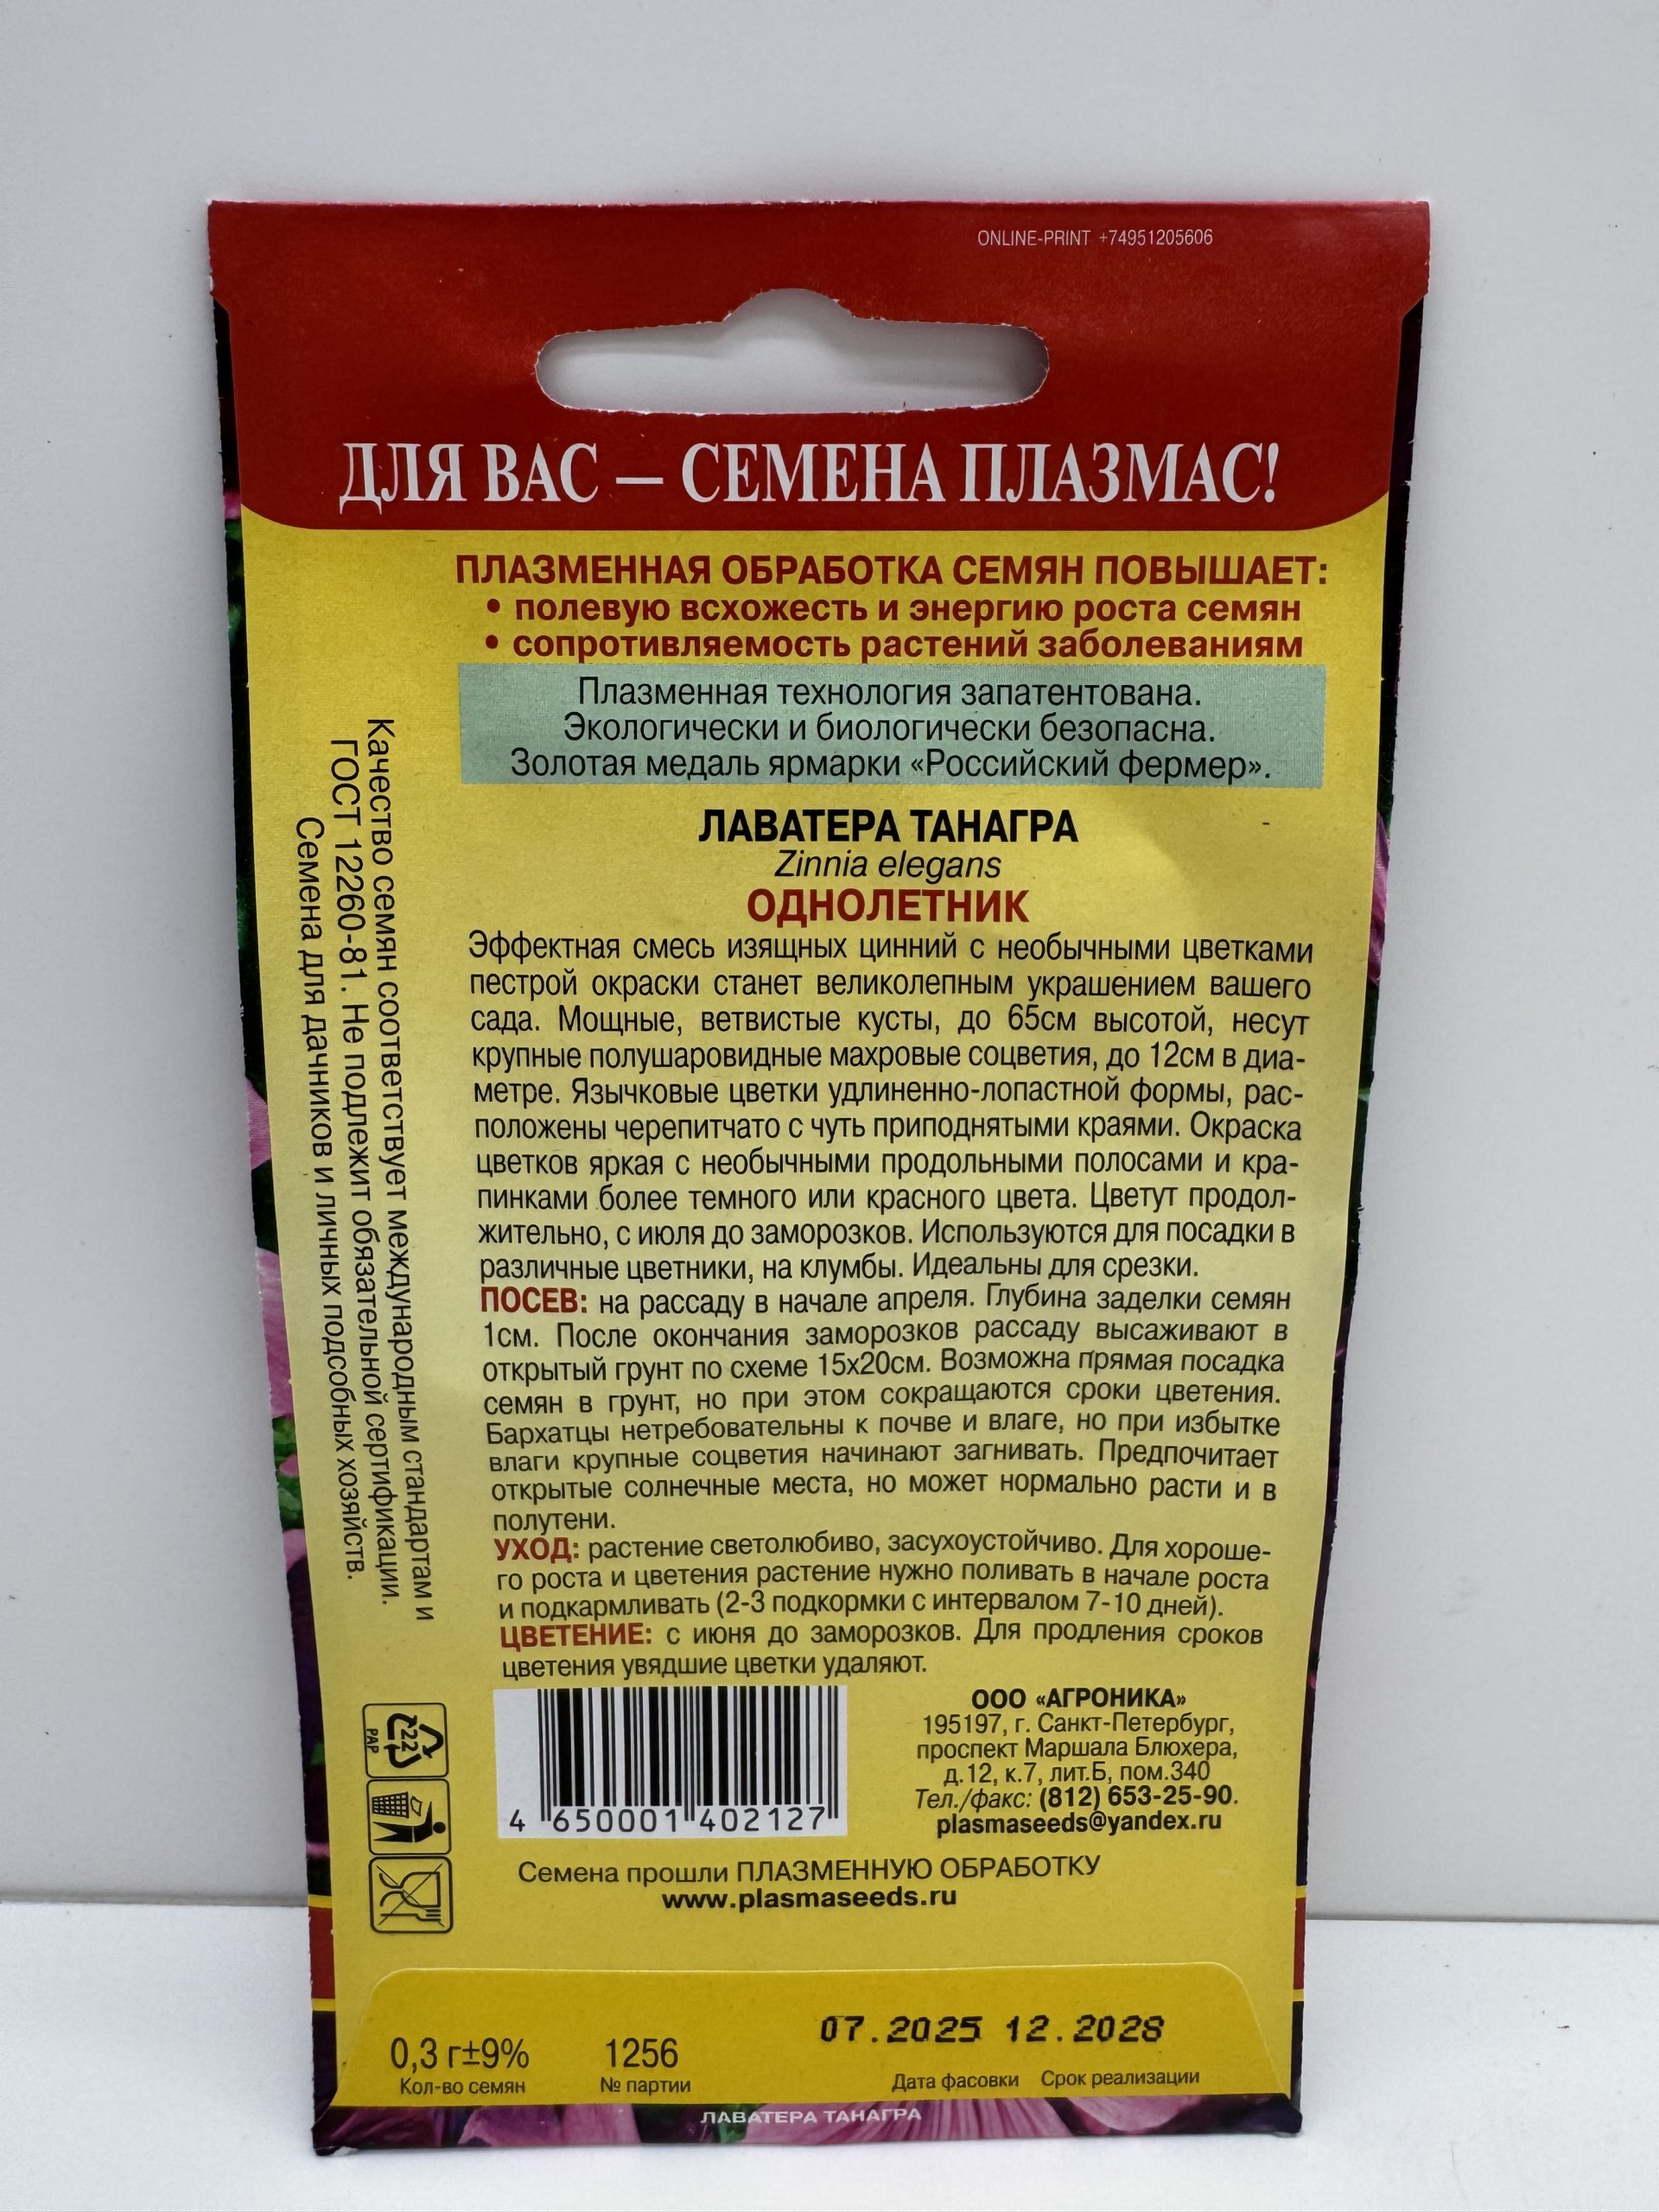 ONLINE-PRINT +74951205606
ДЛЯ ВАС – СЕМЕНА ПЛАЗМАС!
ПЛАЗМЕННАЯ ОБРАБОТКА СЕМЯН ПОВЫШАЕТ:
• полевую всхожесть и энергию роста семян
• сопротивляемость растений заболеваниям
Плазменная технология запатентована.
Экологически и биологически безопасна.
Золотая медаль ярмарки «Российский фермер».
ЛАВАТЕРА ТАНАГРА
Zinnia elegans
ОДНОЛЕТНИК
Эффектная смесь изящных цинний с необычными цветками
пестрой окраски станет великолепным украшением вашего
сада. Мощные, ветвистые кусты, до 65см высотой, несут
крупные полушаровидные махровые соцветия, до 12см в диа-
метре. Язычковые цветки удлиненно-лопастной формы, рас-
положены черепитчато с чуть приподнятыми краями. Окраска
цветков яркая с необычными продольными полосами и кра-
пинками более темного или красного цвета. Цветут продол-
жительно, с июля до заморозков. Используются для посадки в
различные цветники, на клумбы. Идеальны для срезки.
ПОСЕВ: на рассаду в начале апреля. Глубина заделки семян
1см. После окончания заморозков рассаду высаживают в
открытый грунт по схеме 15х20см. Возможна прямая посадка
семян в грунт, но при этом сокращаются сроки цветения.
Бархатцы нетребовательны к почве и влаге, но при избытке
влаги крупные соцветия начинают загнивать. Предпочитает
открытые солнечные места, но может нормально расти и в
полутени.
УХОД: растение светолюбиво, засухоустойчиво. Для хороше-
го роста и цветения растение нужно поливать в начале роста
и подкармливать (2-3 подкормки с интервалом 7-10 дней).
ЦВЕТЕНИЕ: с июня до заморозков. Для продления сроков
цветения увядшие цветки удаляют.
Качество семян соответствует международным стандартам и
ГОСТ 12260-81. Не подлежит обязательной сертификации.
Семена для дачников и личных подсобных хозяйств.
22
PAP
4 650001 402127
ООО «АГРОНИКА»
195197, г. Санкт-Петербург,
проспект Маршала Блюхера,
д.12, к.7, лит.Б, пом.340
Тел./факс: (812) 653-25-90.
plasmaseeds@yandex.ru
Семена прошли ПЛАЗМЕННУЮ ОБРАБОТКУ
www.plasmaseeds.ru
07.2025 12.2028
0,3 г±9% 1256
Кол-во семян № партии Дата фасовки Срок реализации
ЛАВАТЕРА ТАНАГРА